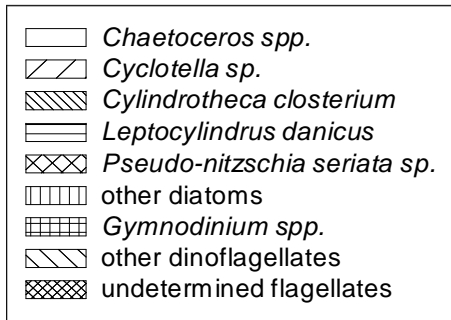 Chaetoceros spp.
Cyclotella sp.
Cylindrotheca closterium
Leptocylindrus danicus
Pseudo-nitzschia seriata sp.
other diatoms
Gymnodinium spp.
other dinoflagellates
undetermined flagellates